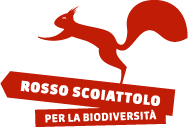 ROSSO SCOIATTOLO
PER LA BIODIVERSITÀ